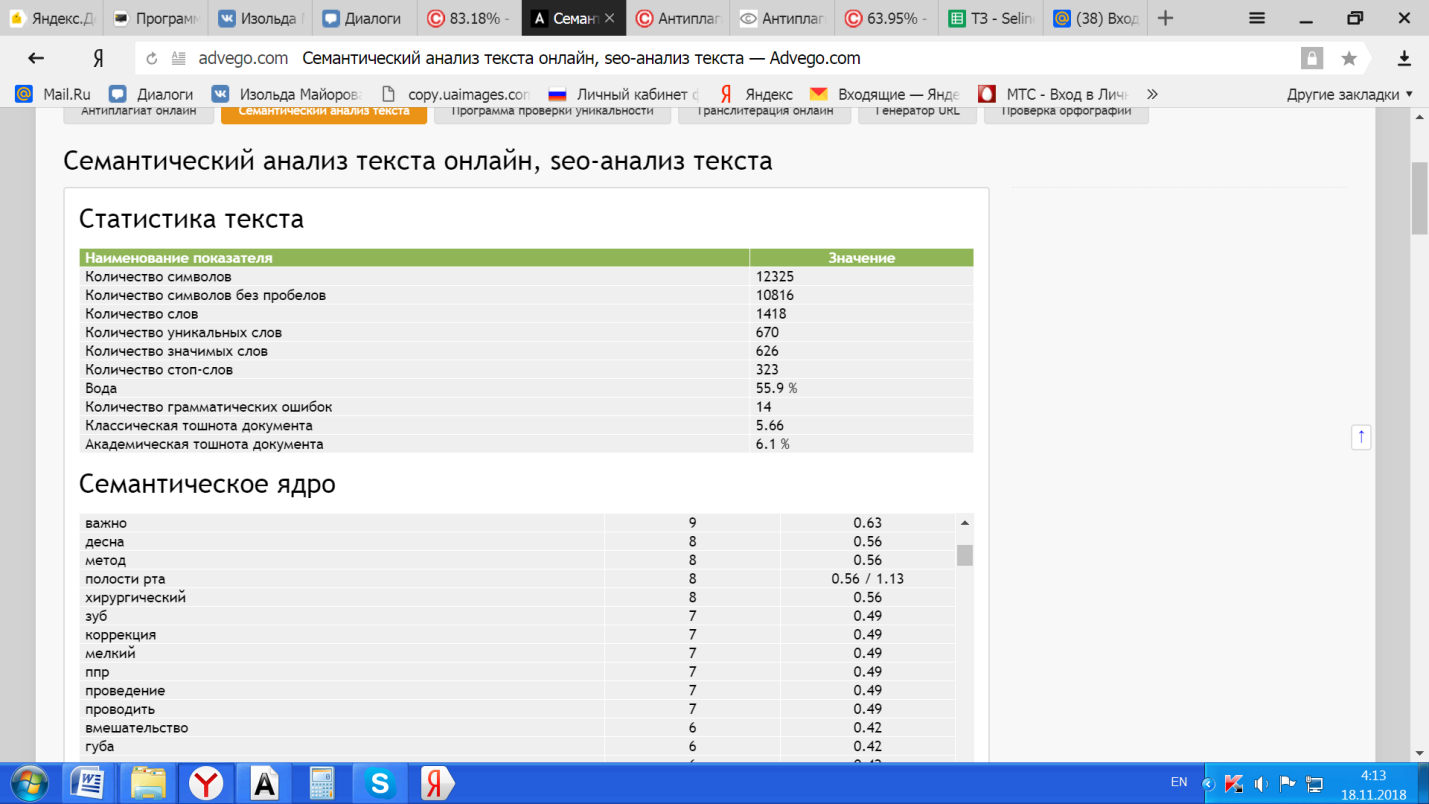 Яндекс.Д
Программ
Изольда
Диалоги
83.18% -
Семант
Антиплаг
Антиплаг
63.95% -
ТЗ - Selin
(38) Вход
advego.com Семантический анализ текста онлайн, seo-анализ текста — Advego.com
Mail.Ru Диалоги Изольда Майорова copy.uaimages.com Личный кабинет ф Яндекс Входящие — Янде МТС - Вход в Личн » Другие закладки
Антиплагиат онлайн Семантический анализ текста Программа проверки уникальности Транслитерация онлайн Генератор URL Проверка орфографии
Семантический анализ текста онлайн, seo-анализ текста
Статистика текста
Наименование показателя Значение
Количество символов 12325
Количество символов без пробелов 10816
Количество слов 1418
Количество уникальных слов 670
Количество значимых слов 626
Количество стоп-слов 323
Вода 55.9 %
Количество грамматических ошибок 14
Классическая тошнота документа 5.66
Академическая тошнота документа 6.1 %
Семантическое ядро
важно 9 0.63
десна 8 0.56
метод 8 0.56
полости рта 8 0.56 / 1.13
хирургический 8 0.56
зуб 7 0.49
коррекция 7 0.49
мелкий 7 0.49
ппр 7 0.49
проведение 7 0.49
проводить 7 0.49
вмешательство 6 0.42
губа 6 0.42
EN 4:13
18.11.2018